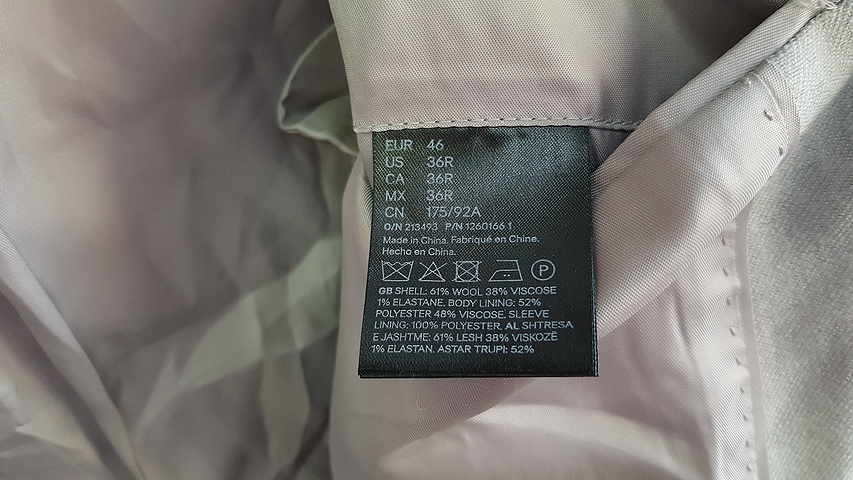 EUR 46
US 36R
CA 36R
MX 36R
CN 175/92A
O/N 213493 P/N 1260166 1
Made in China. Fabriqué en Chine.
Hecho en China.
P
GB SHELL: 61% WOOL 38% VISCOSE
1% ELASTANE. BODY LINING: 52%
POLYESTER 48% VISCOSE. SLEEVE
LINING: 100% POLYESTER. AL SHTRESA
E JASHTME: 61% LESH 38% VISKOZË
1% ELASTAN. ASTAR TRUPI: 52%